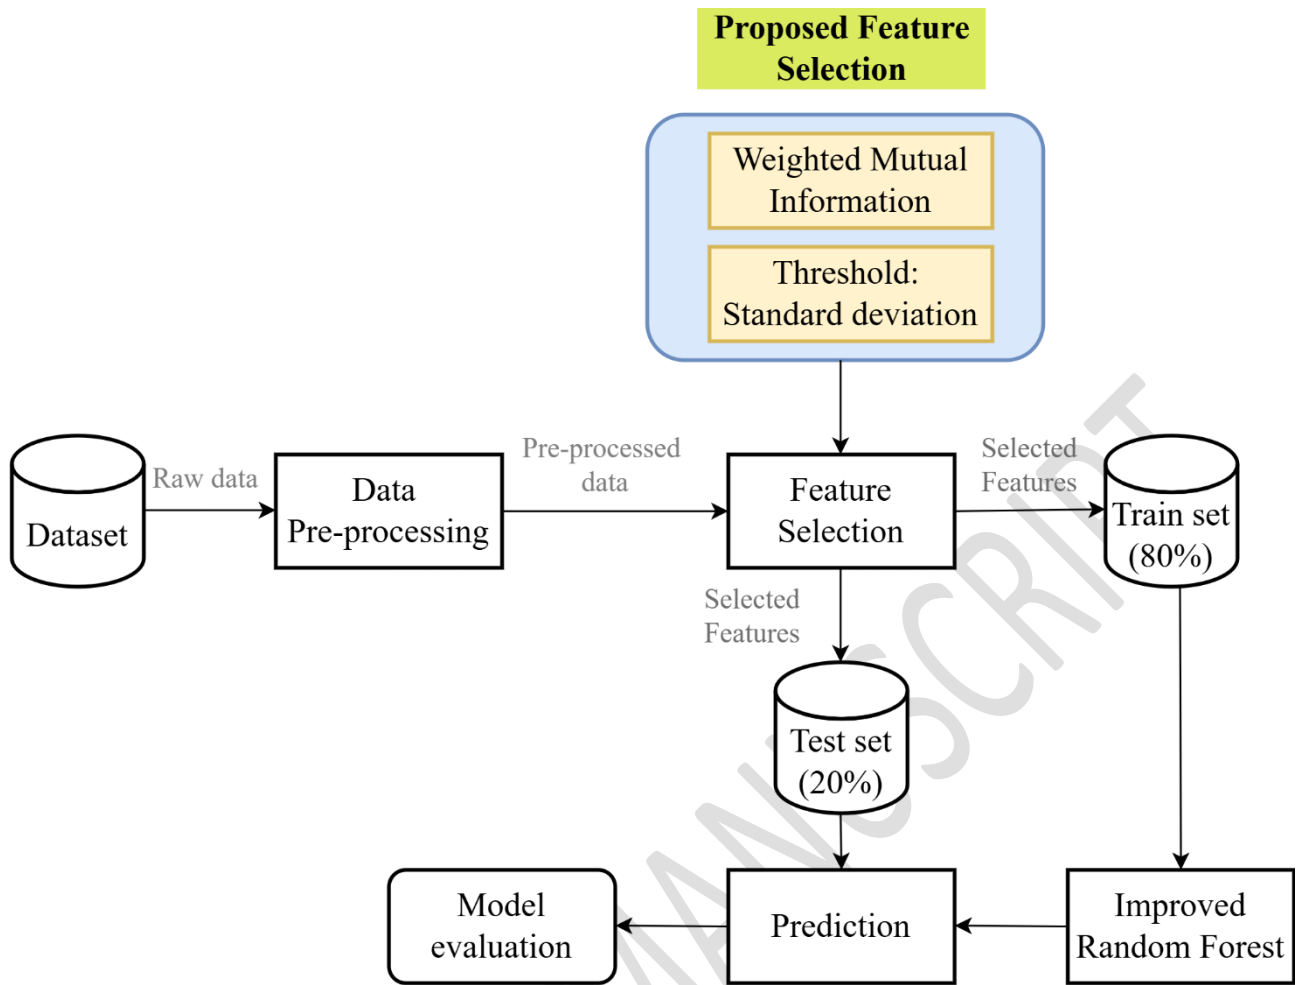 Proposed Feature
Selection
Weighted Mutual
Information
Threshold:
Standard deviation
Dataset
Raw data
Data
Pre-processing
Pre-processed
data
Feature
Selection
Selected
Features
Train set
(80%)
Selected
Features
Test set
(20%)
Model
evaluation
Prediction
Improved
Random Forest
MANUSCRIPT